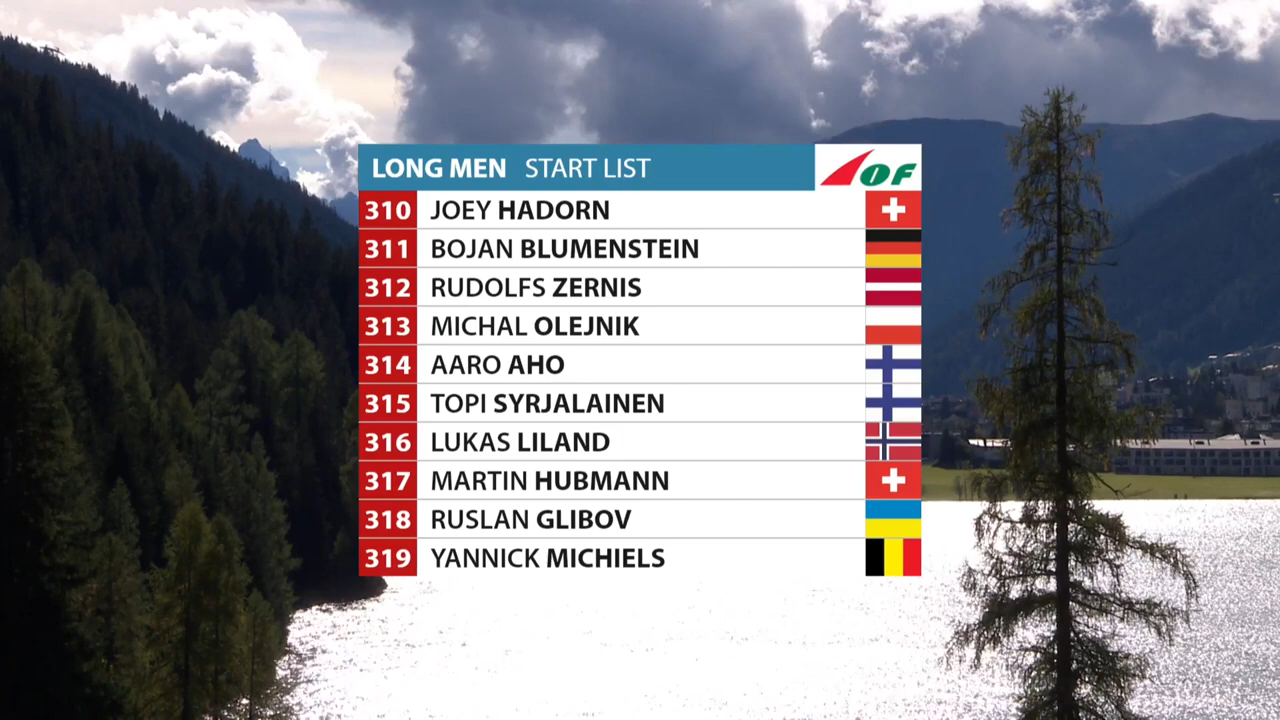 LONG MEN START LIST
IOF
310 JOEY HADORN
311 BOJAN BLUMENSTEIN
312 RUDOLFS ZERNIS
313 MICHAL OLEJNIK
314 AARO AHO
315 TOPI SYRJALAINEN
316 LUKAS LILAND
317 MARTIN HUBMANN
318 RUSLAN GLIBOV
319 YANNICK MICHIELS